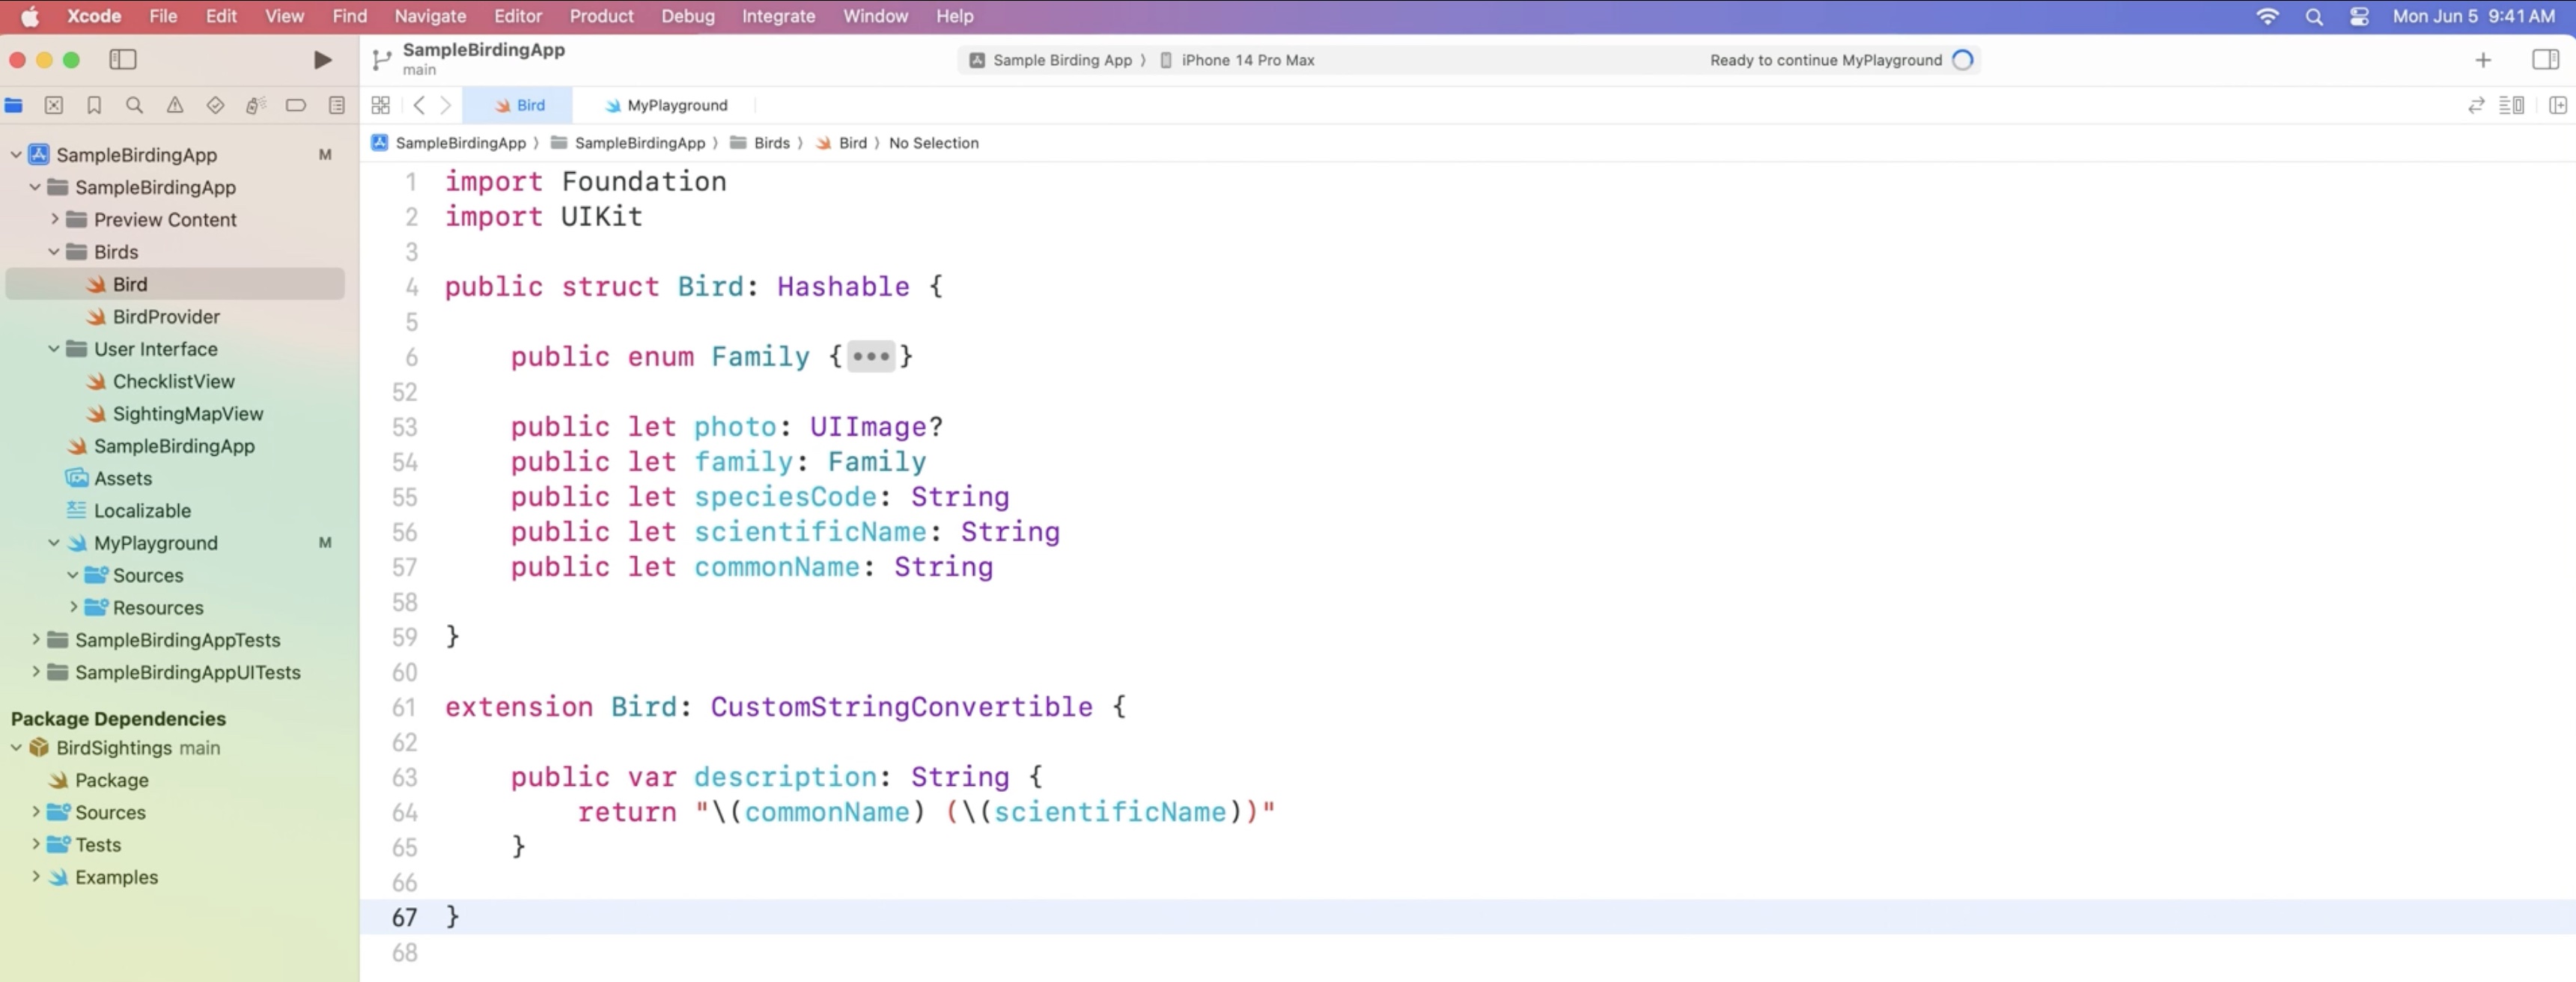 Xcode File Edit View Find Navigate Editor Product Debug Integrate Window Help Mon Jun 5 9:41 AM
SampleBirdingApp
main
Sample Birding App 〉 iPhone 14 Pro Max Ready to continue MyPlayground
Bird MyPlayground
SampleBirdingApp 〉 SampleBirdingApp 〉 Birds 〉 Bird 〉 No Selection
SampleBirdingApp M
SampleBirdingApp
Preview Content
Birds
Bird
BirdProvider
User Interface
ChecklistView
SightingMapView
SampleBirdingApp
Assets
Localizable
MyPlayground M
Sources
Resources
SampleBirdingAppTests
SampleBirdingAppUITests
Package Dependencies
BirdSightings main
Package
Sources
Tests
Examples
1 import Foundation
2 import UIKit
3
4 public struct Bird: Hashable {
5
6 public enum Family {•••}
52
53 public let photo: UIImage?
54 public let family: Family
55 public let speciesCode: String
56 public let scientificName: String
57 public let commonName: String
58
59 }
60
61 extension Bird: CustomStringConvertible {
62
63 public var description: String {
64 return "\(commonName) (\(scientificName))"
65 }
66
67 }
68